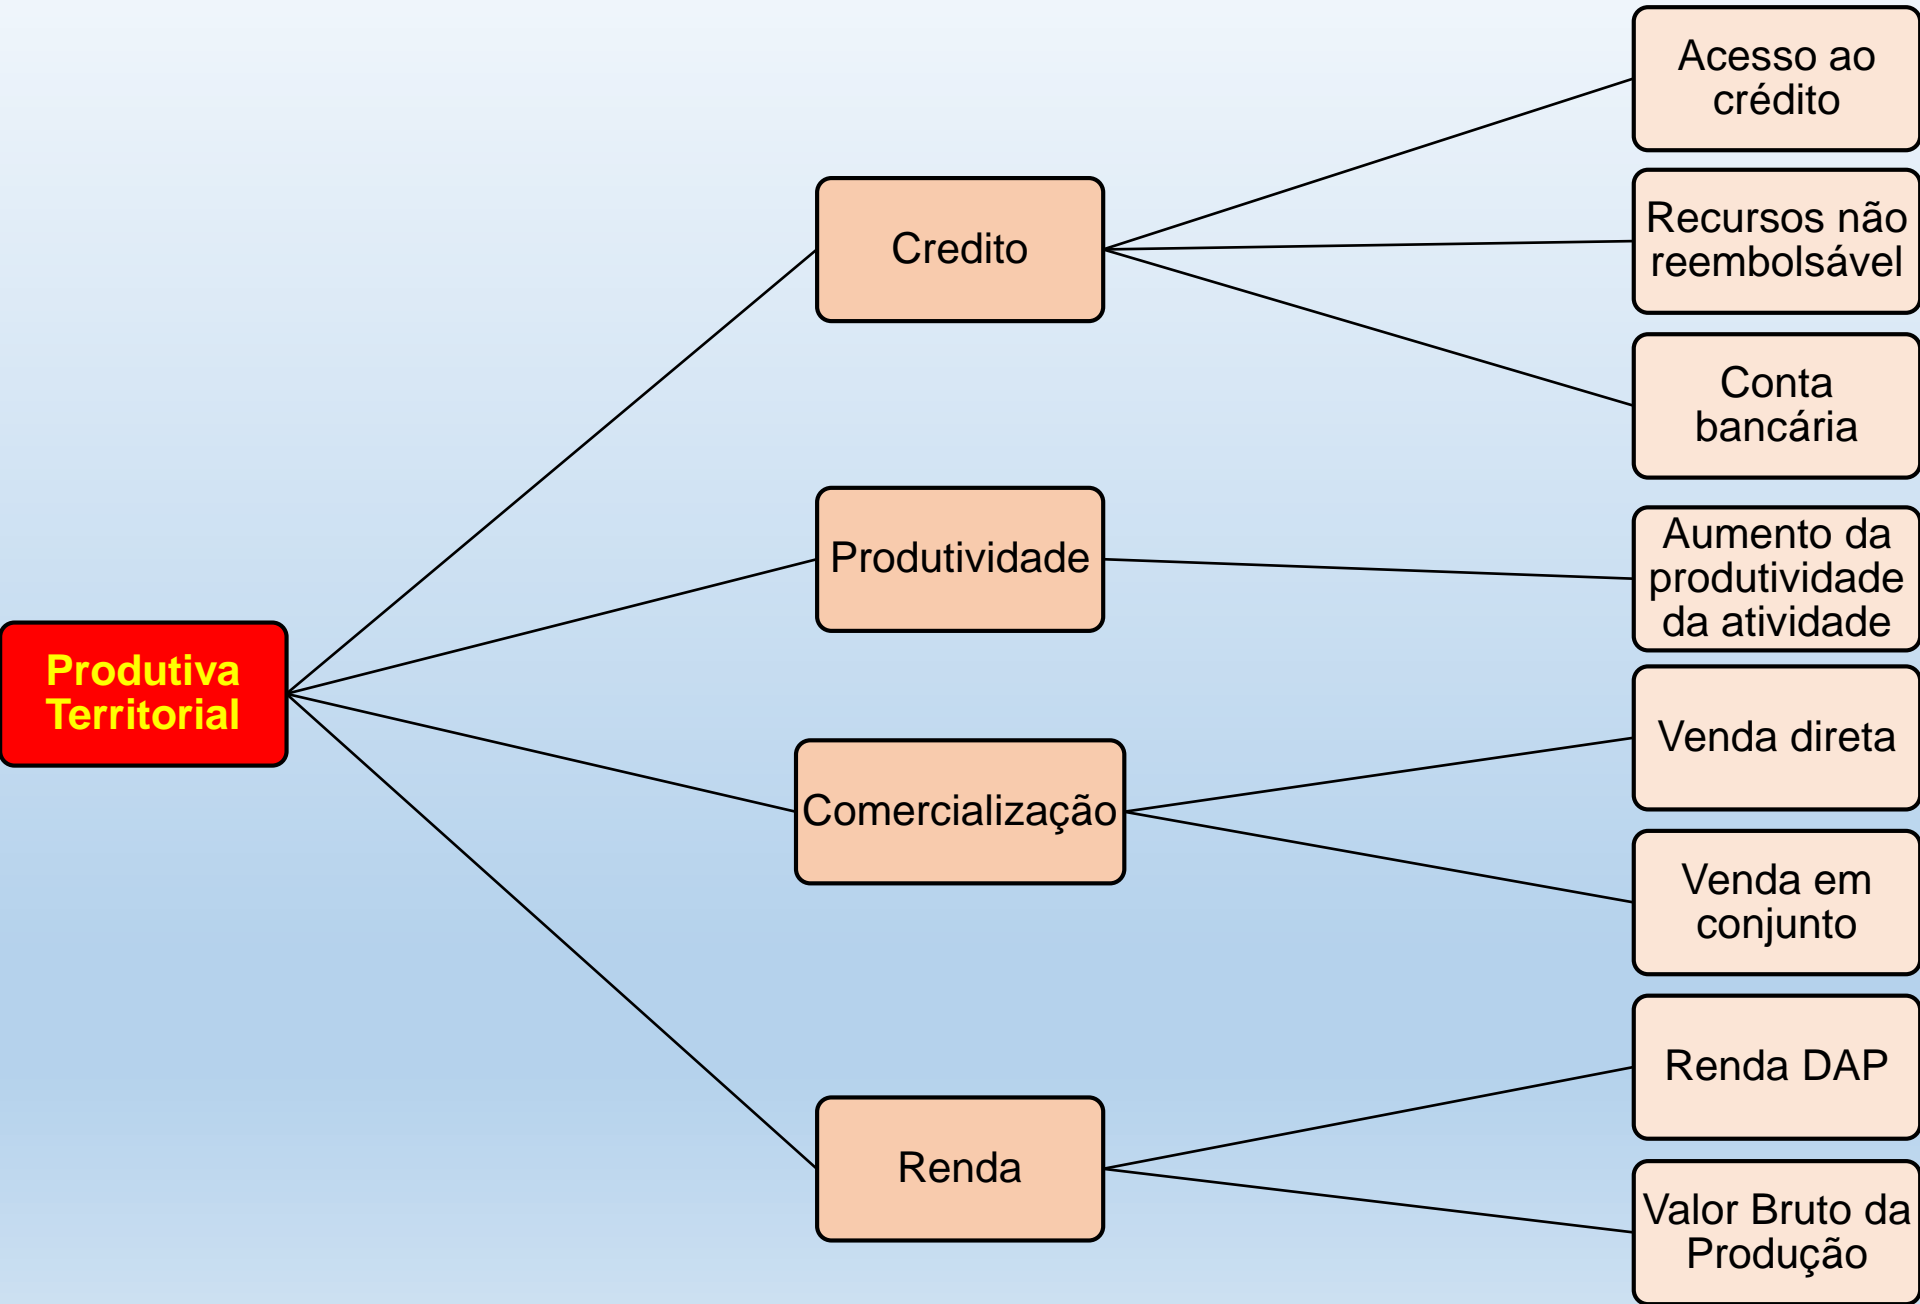 Produtiva
Territorial
Credito
Acesso ao
crédito
Recursos não
reembolsável
Conta
bancária
Produtividade
Aumento da
produtividade
da atividade
Comercialização
Venda direta
Venda em
conjunto
Renda
Renda DAP
Valor Bruto da
Produção